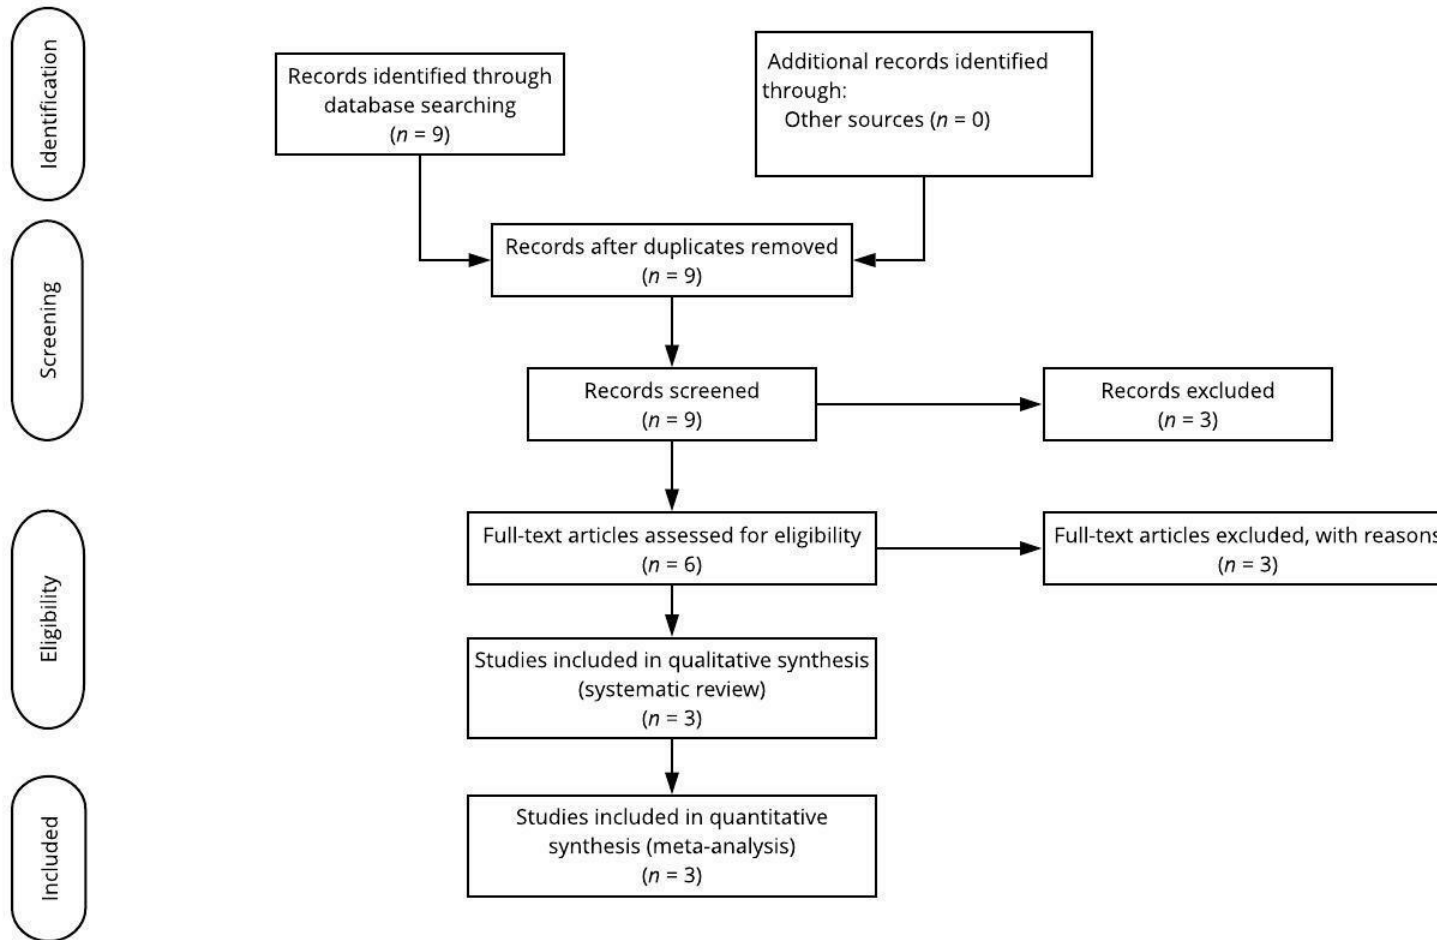 Identification
Records identified through
database searching
(n = 9)
Additional records identified
through:
Other sources (n = 0)
Screening
Records after duplicates removed
(n = 9)
Records screened
(n = 9)
Records excluded
(n = 3)
Eligibility
Full-text articles assessed for eligibility
(n = 6)
Full-text articles excluded, with reasons
(n = 3)
Studies included in qualitative synthesis
(systematic review)
(n = 3)
Included
Studies included in quantitative
synthesis (meta-analysis)
(n = 3)